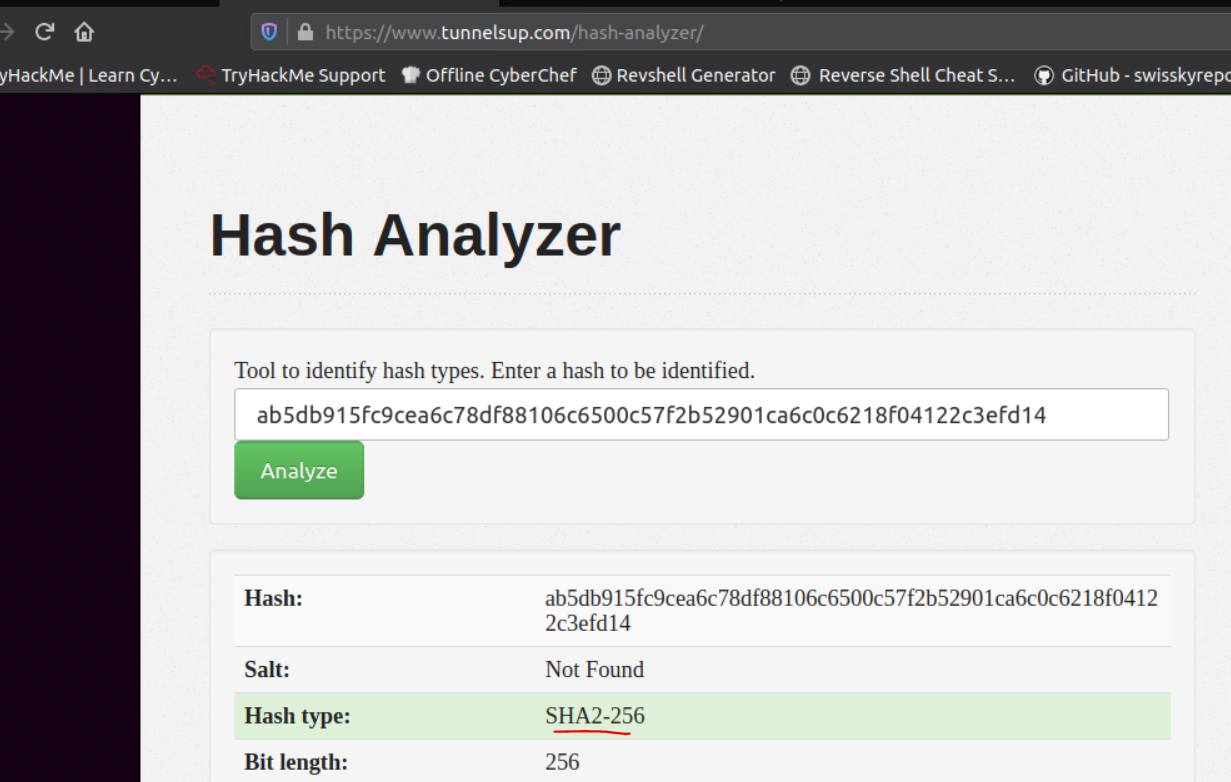 https://www.tunnelsup.com/hash-analyzer/
yHackMe | Learn Cy… TryHackMe Support Offline CyberChef Revshell Generator Reverse Shell Cheat S… GitHub - swisskyrepo
Hash Analyzer
Tool to identify hash types. Enter a hash to be identified.
ab5db915fc9cea6c78df88106c6500c57f2b52901ca6c0c6218f04122c3efd14
Analyze
Hash: ab5db915fc9cea6c78df88106c6500c57f2b52901ca6c0c6218f0412
2c3efd14
Salt: Not Found
Hash type: SHA2-256
Bit length: 256